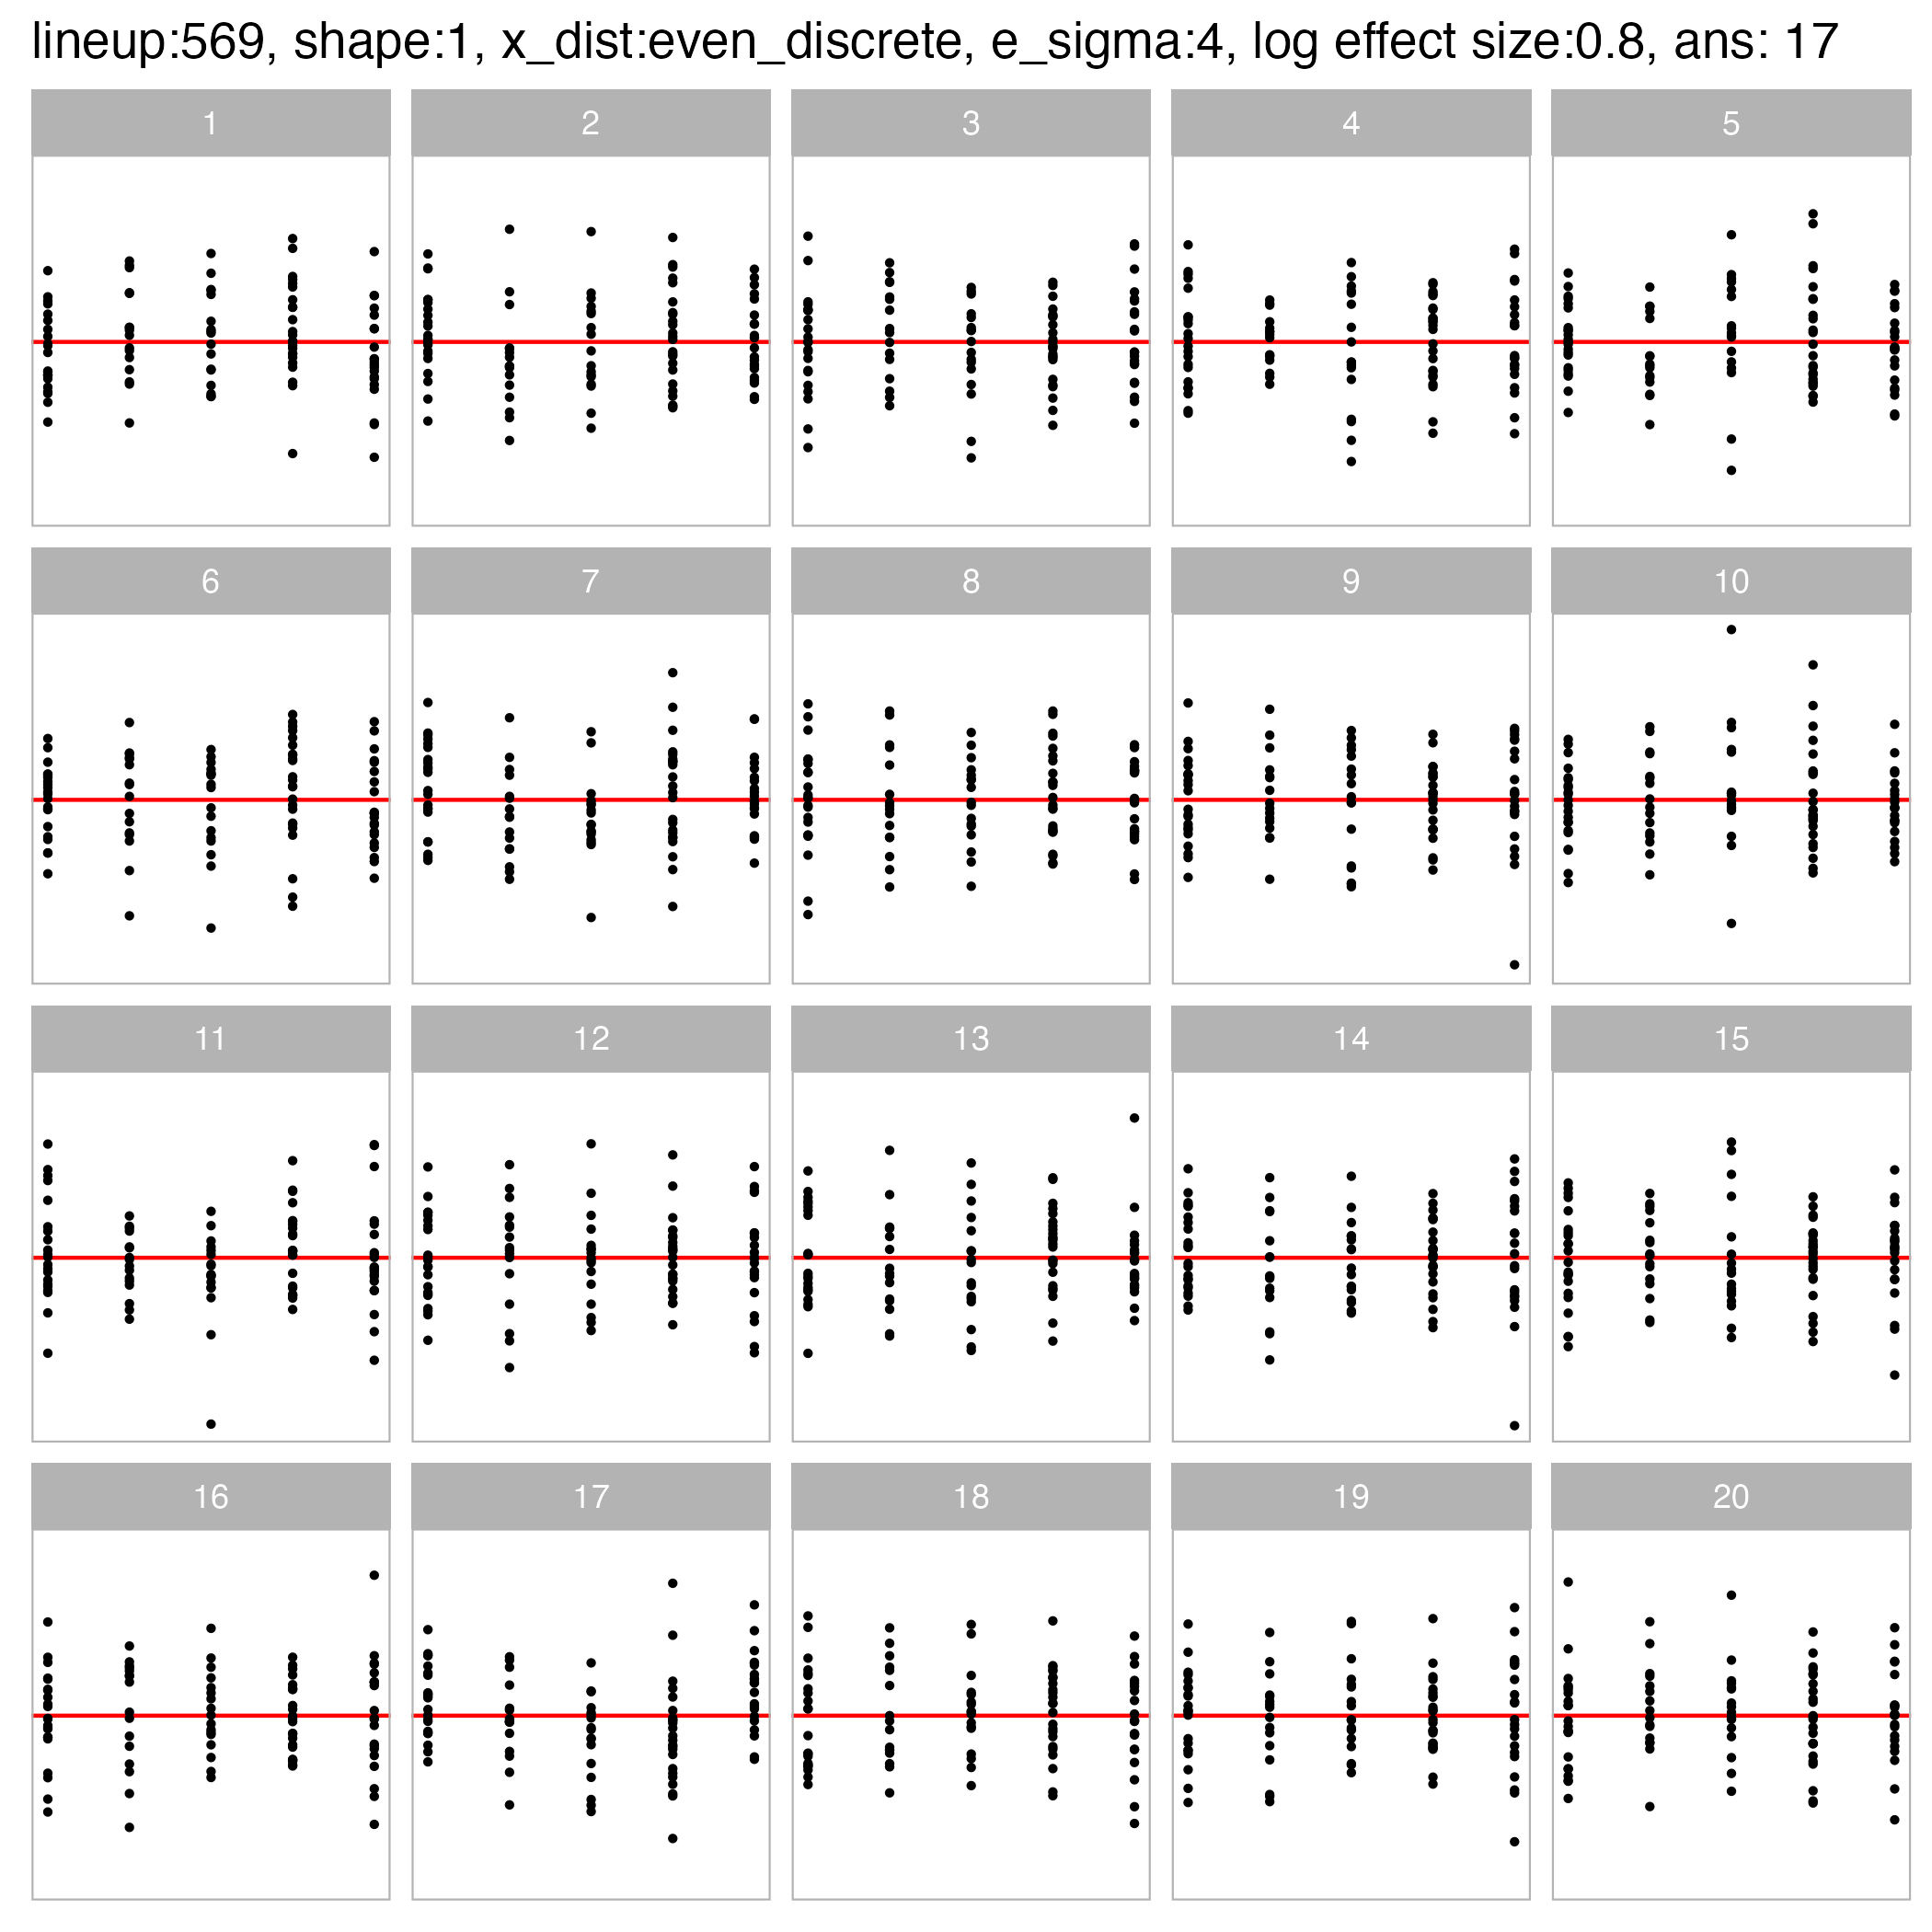 lineup:569, shape:1, x_dist:even_discrete, e_sigma:4, log effect size:0.8, ans: 17
1 2 3 4 5
6 7 8 9 10
11 12 13 14 15
16 17 18 19 20